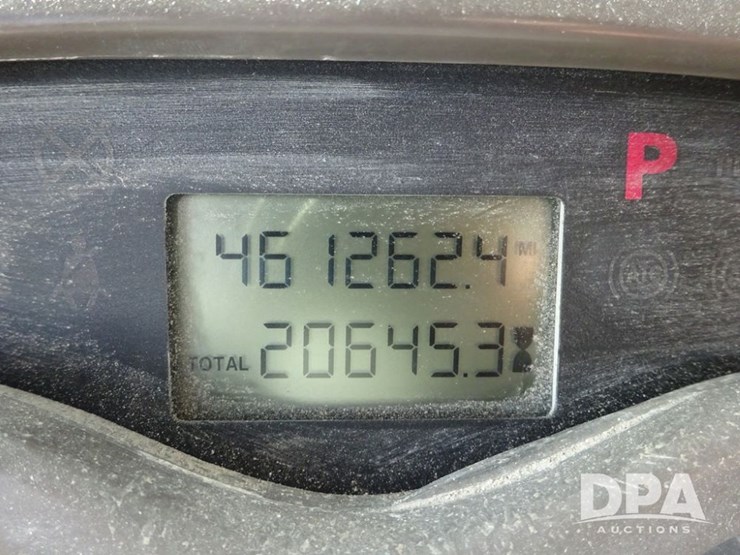 P
461262.4 MI
TOTAL 20645.3
DPA
AUCTIONS